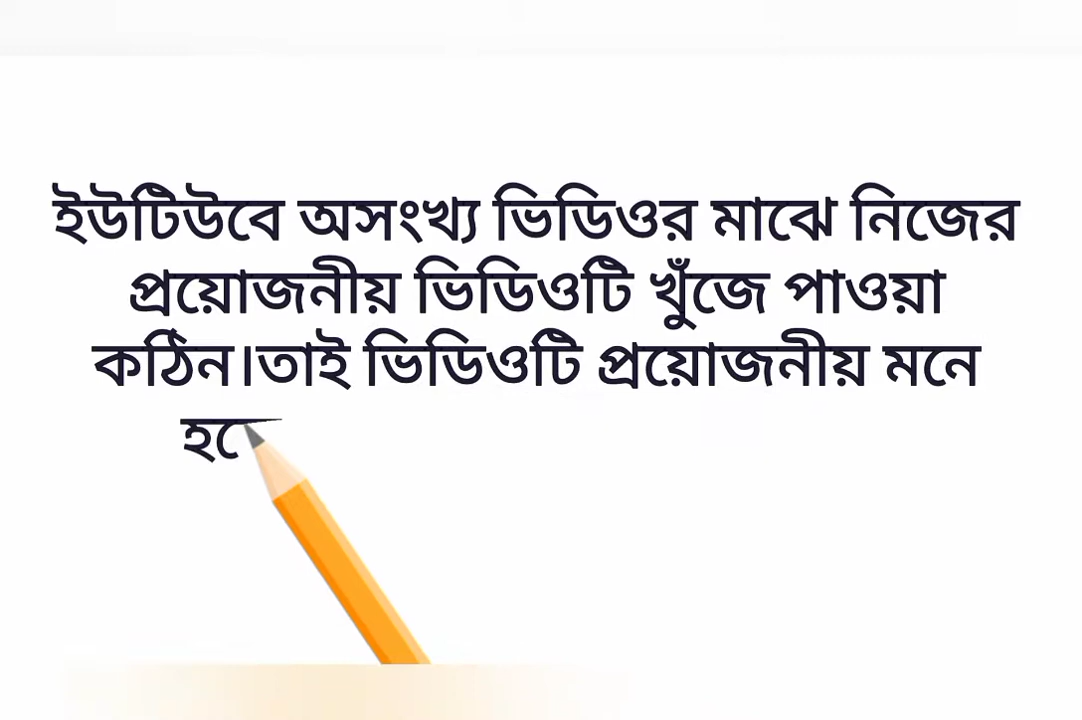 ইউটিউবে অসংখ্য ভিডিওর মাঝে নিজের
প্রয়োজনীয় ভিডিওটি খুঁজে পাওয়া
কঠিন।তাই ভিডিওটি প্রয়োজনীয় মনে